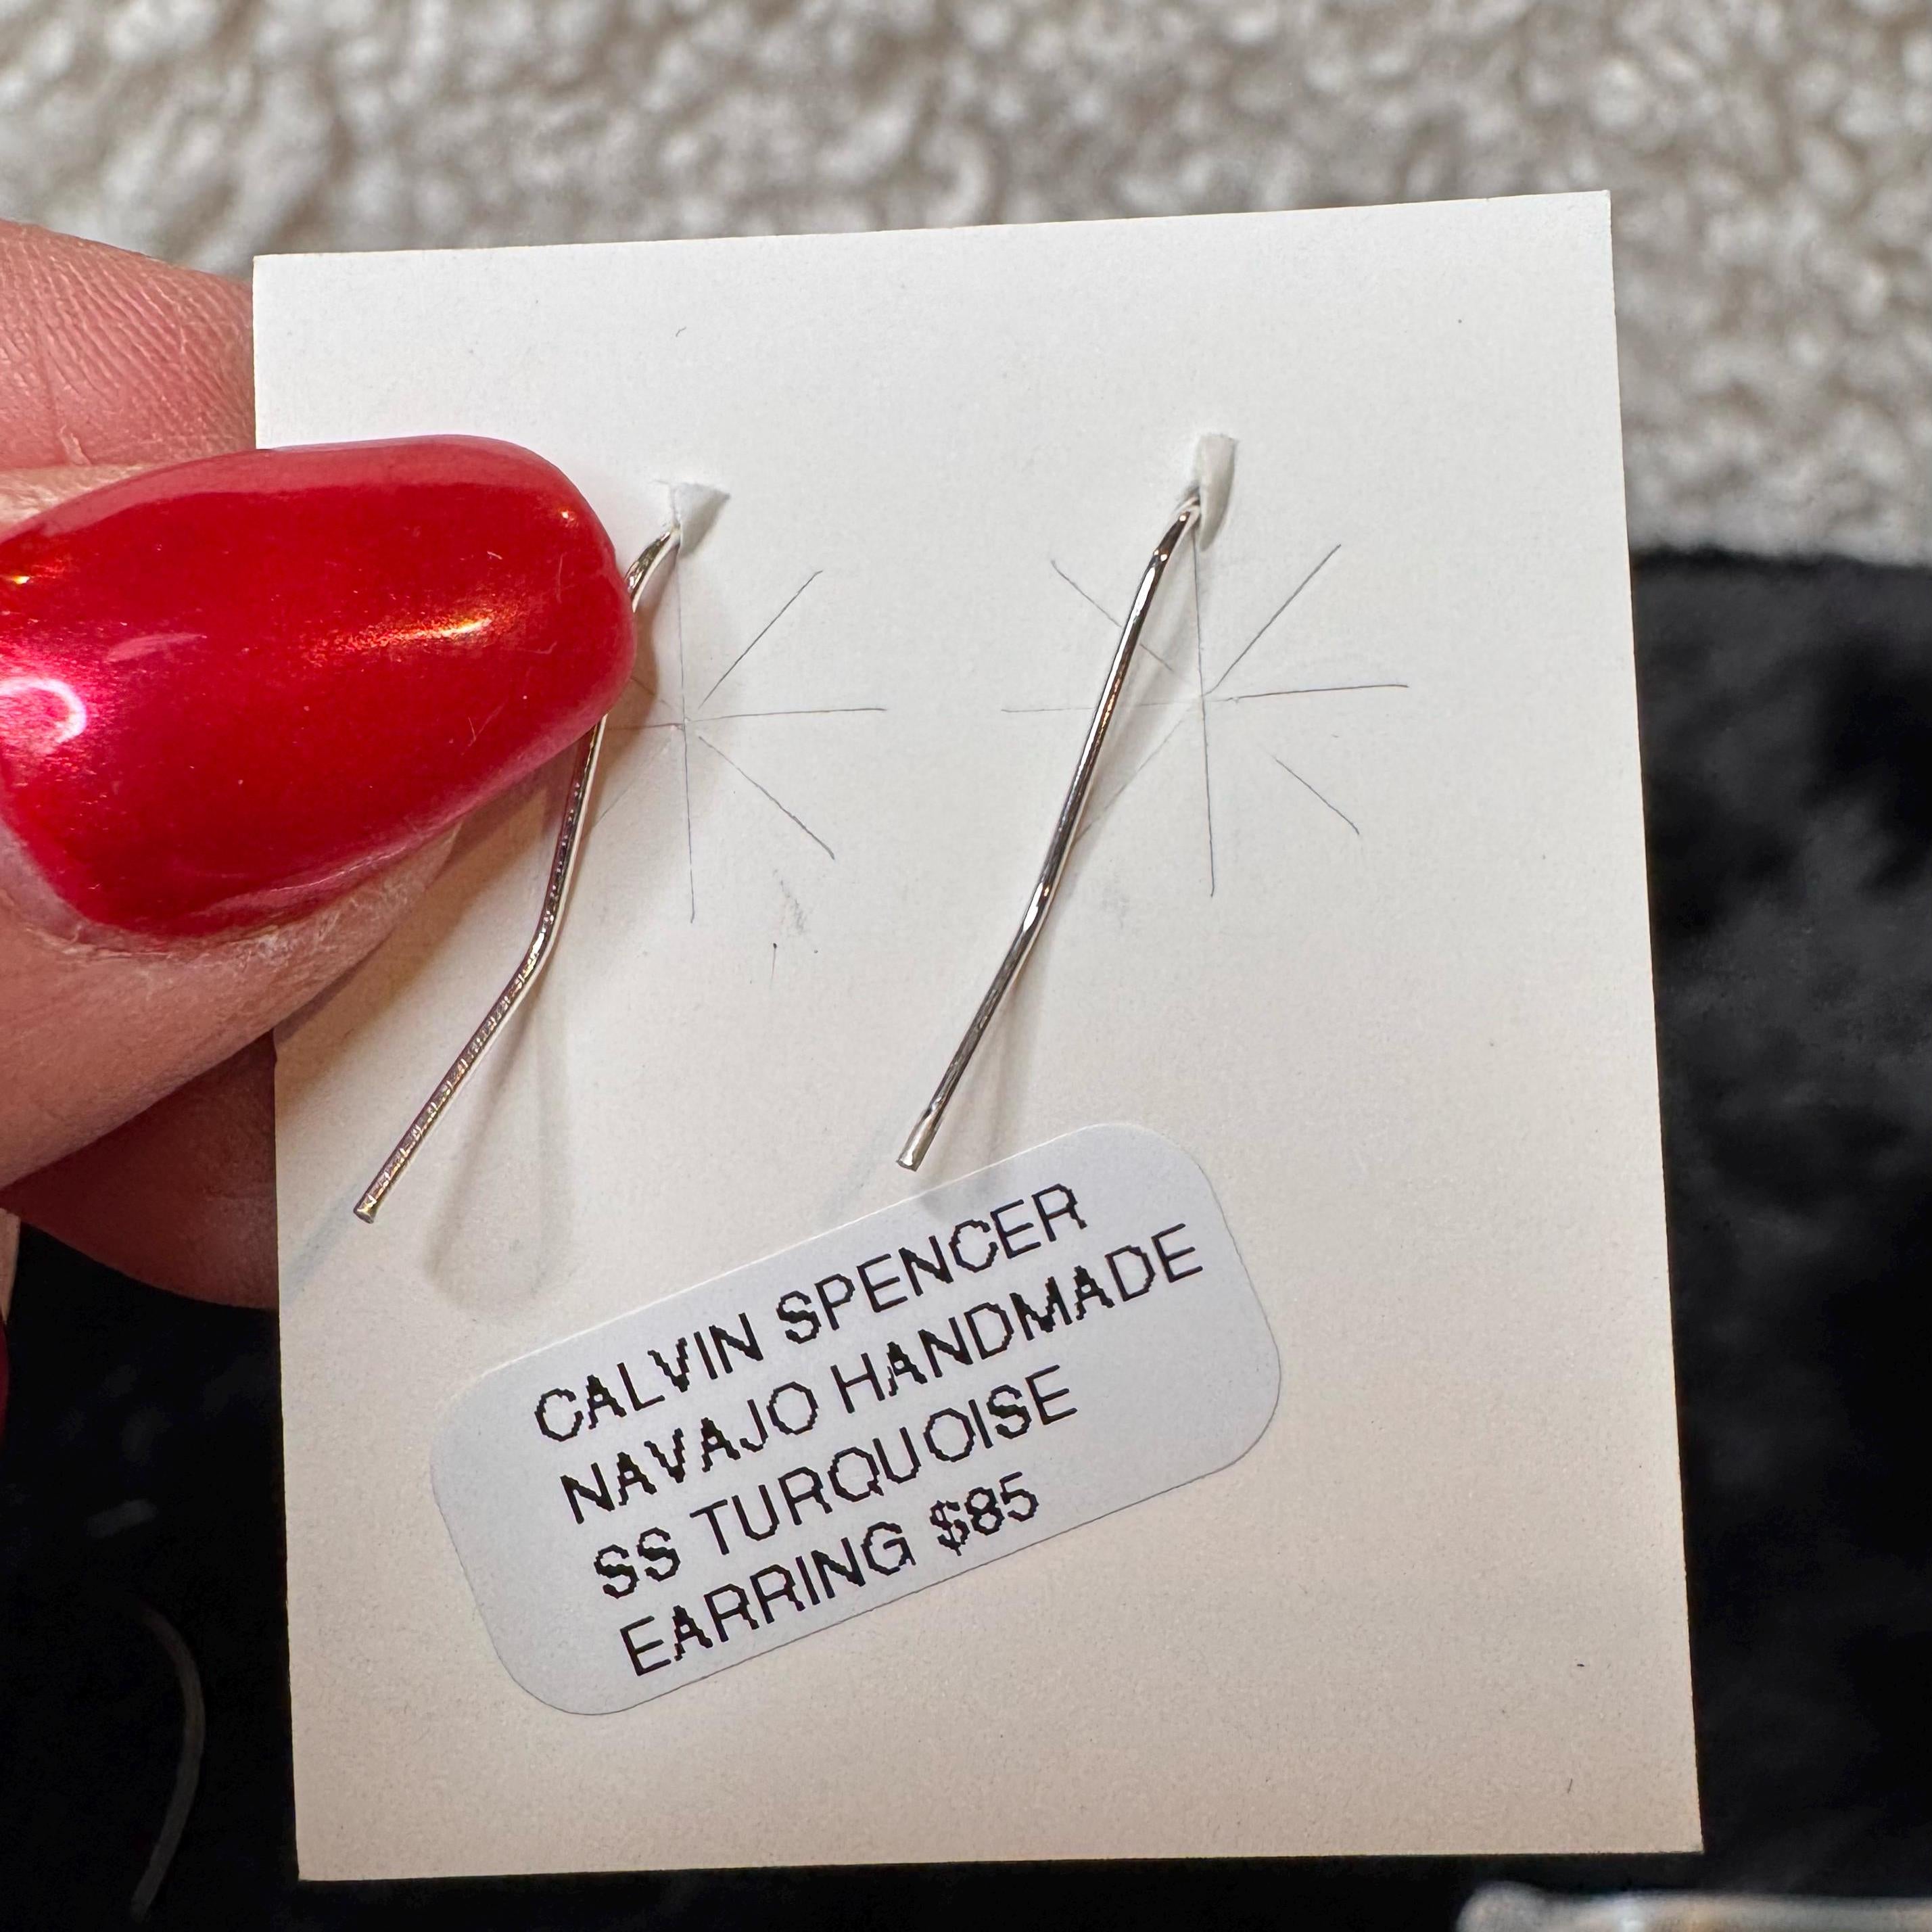 CALVIN SPENCER
NAVAJO HANDMADE
SS TURQUOISE
EARRING $85